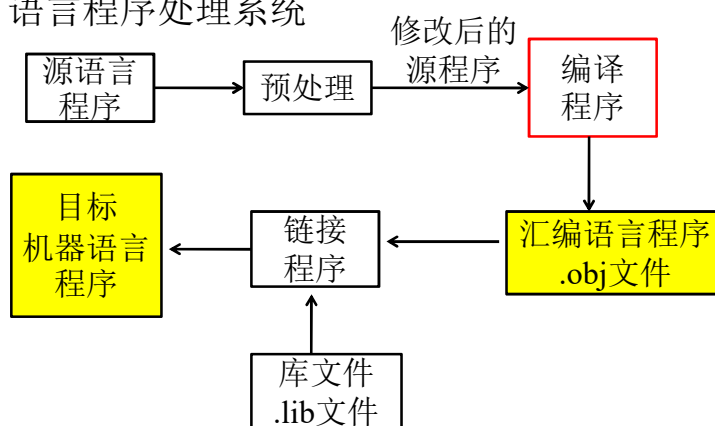 语言程序处理系统
源语言
程序
预处理
修改后的
源程序
编译
程序
目标
机器语言
程序
链接
程序
汇编语言程序
.obj文件
库文件
.lib文件